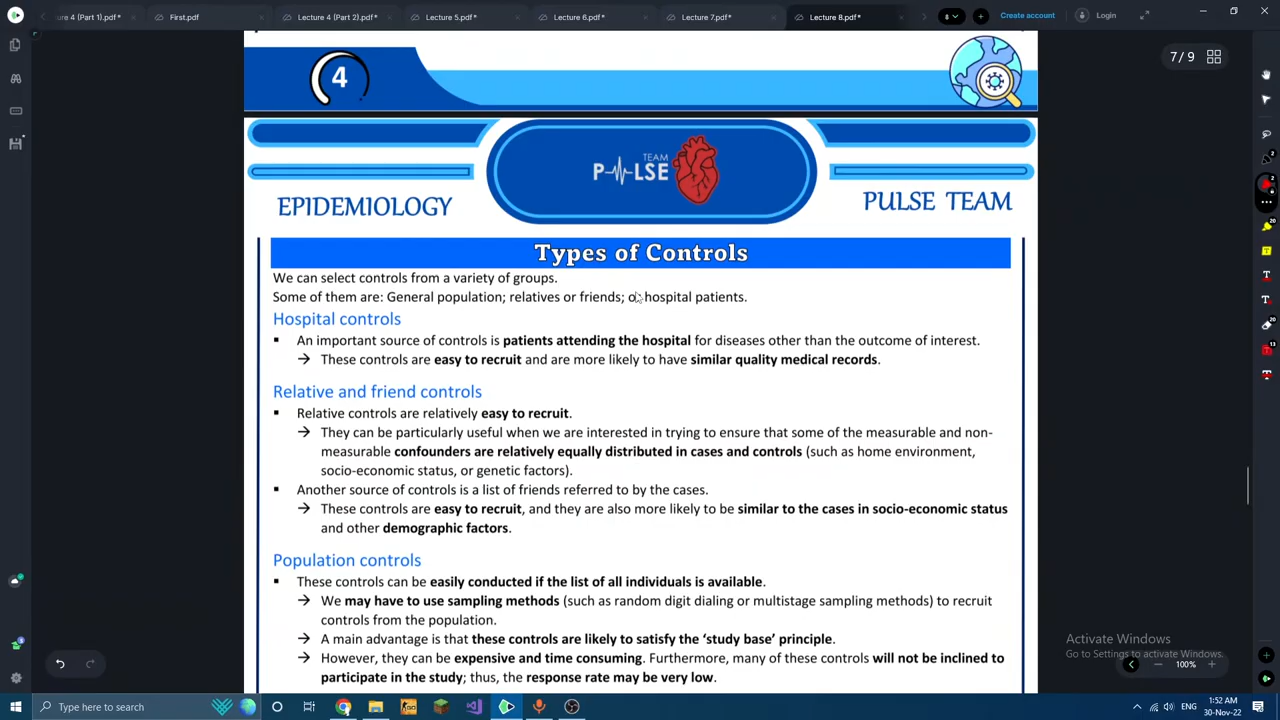 ure 4 (Part 1).pdf*
First.pdf
Lecture 4 (Part 2).pdf*
Lecture 5.pdf*
Lecture 6.pdf*
Lecture 7.pdf*
Lecture 8.pdf*
8
Create account
Login
4
7 / 9
TEAM
PULSE
EPIDEMIOLOGY
PULSE TEAM
Types of Controls
We can select controls from a variety of groups.
Some of them are: General population; relatives or friends; or hospital patients.
Hospital controls
▪ An important source of controls is patients attending the hospital for diseases other than the outcome of interest.
→ These controls are easy to recruit and are more likely to have similar quality medical records.
Relative and friend controls
▪ Relative controls are relatively easy to recruit.
→ They can be particularly useful when we are interested in trying to ensure that some of the measurable and non-
measurable confounders are relatively equally distributed in cases and controls (such as home environment,
socio-economic status, or genetic factors).
▪ Another source of controls is a list of friends referred to by the cases.
→ These controls are easy to recruit, and they are also more likely to be similar to the cases in socio-economic status
and other demographic factors.
Population controls
▪ These controls can be easily conducted if the list of all individuals is available.
→ We may have to use sampling methods (such as random digit dialing or multistage sampling methods) to recruit
controls from the population.
→ A main advantage is that these controls are likely to satisfy the ‘study base’ principle.
→ However, they can be expensive and time consuming. Furthermore, many of these controls will not be inclined to
participate in the study; thus, the response rate may be very low.
Activate Windows
Go to Settings to activate Windows.
100%
Type here to search
ENG
1:52 AM
30-Nov-22